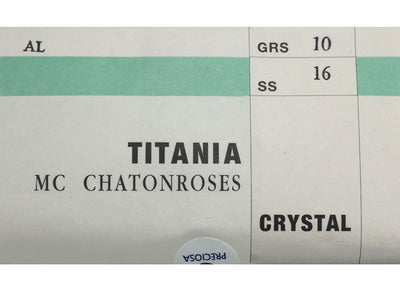 AL
GRS 10
SS 16
TITANIA
MC CHATONROSES
CRYSTAL
PRECIOSA